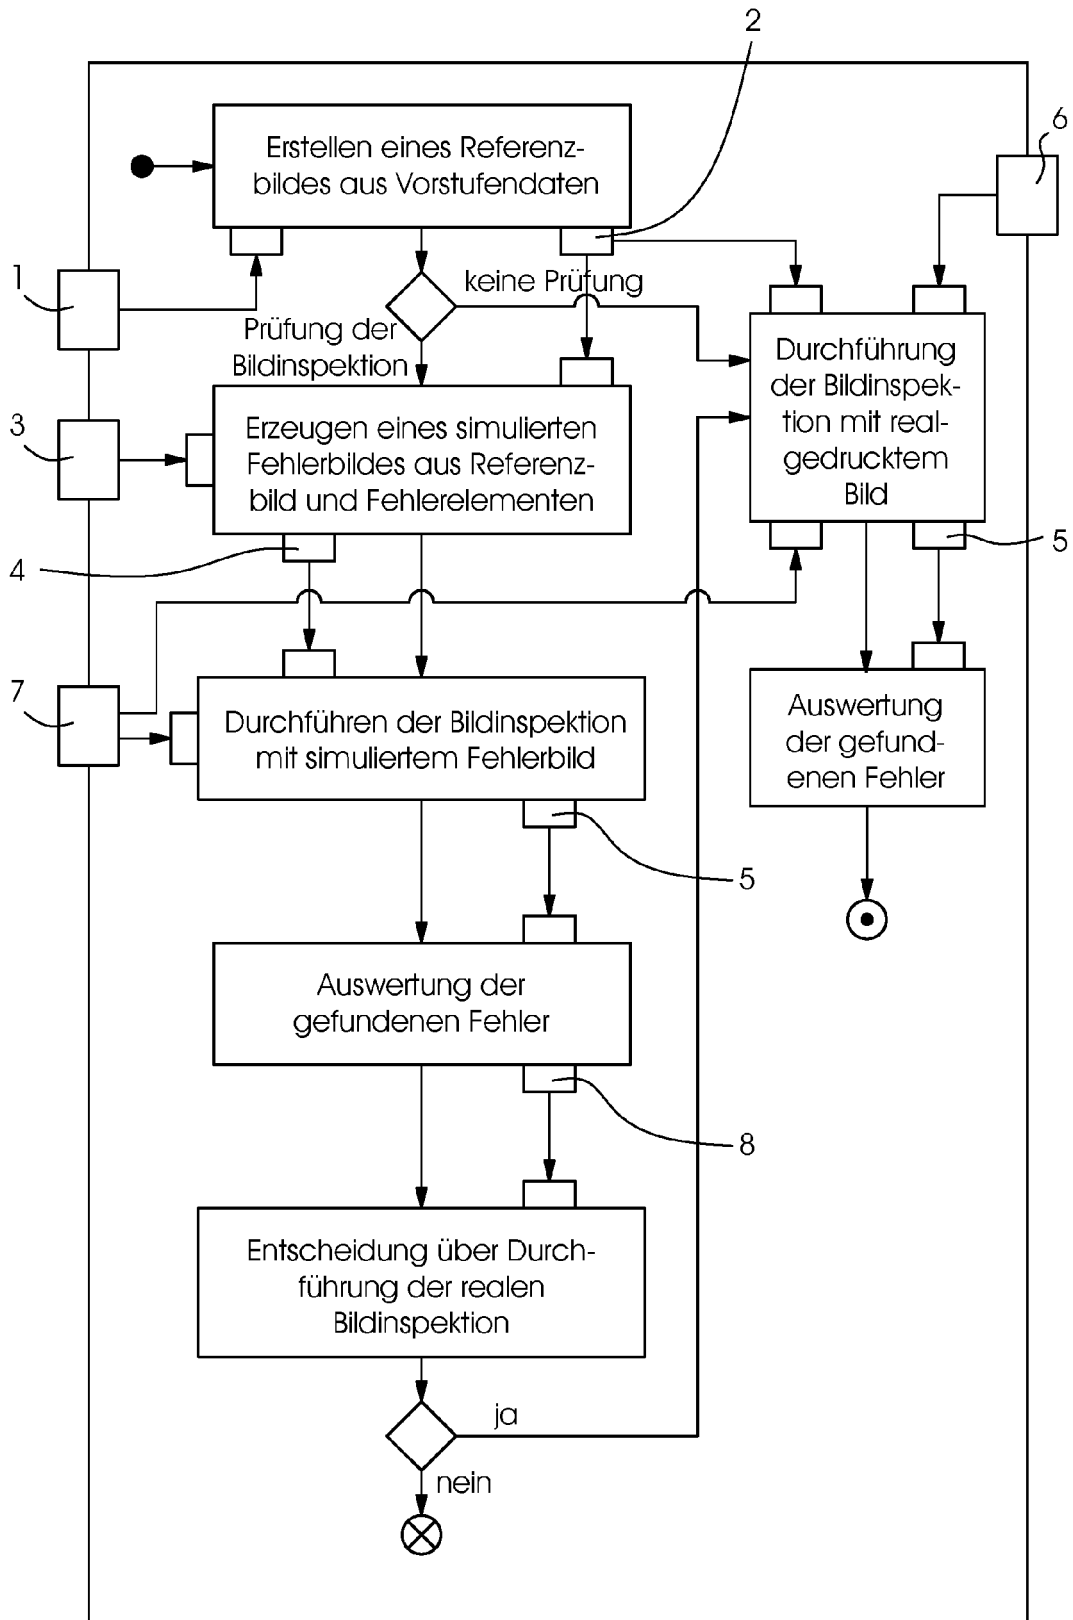 2
6
Erstellen eines Referenz-
bildes aus Vorstufendaten
1
keine Prüfung
Prüfung der
Bildinspektion
Durchführung
der Bildinspek-
tion mit real-
gedrucktem
Bild
3
Erzeugen eines simulierten
Fehlerbildes aus Referenz-
bild und Fehlerelementen
4
5
7
Durchführen der Bildinspektion
mit simuliertem Fehlerbild
Auswertung
der gefund-
enen Fehler
5
Auswertung der
gefundenen Fehler
8
Entscheidung über Durch-
führung der realen
Bildinspektion
ja
nein